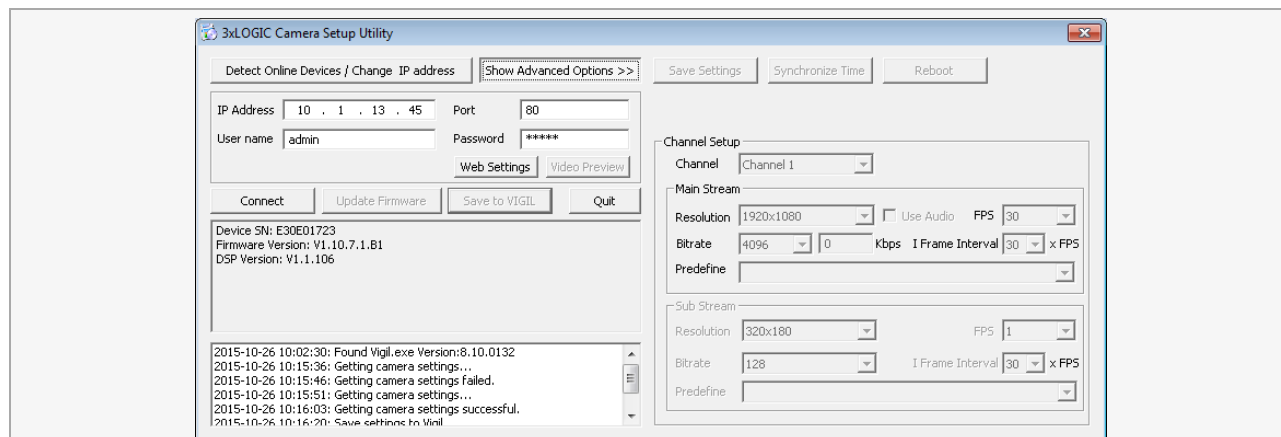 3xLOGIC Camera Setup Utility
Detect Online Devices / Change IP address
Show Advanced Options >>
Save Settings
Synchronize Time
Reboot
IP Address 10 . 1 . 13 . 45 Port 80
User name admin Password *****
Web Settings Video Preview
Connect Update Firmware Save to VIGIL Quit
Device SN: E30E01723
Firmware Version: V1.10.7.1.B1
DSP Version: V1.1.106
2015-10-26 10:02:30: Found Vigil.exe Version:8.10.0132
2015-10-26 10:15:36: Getting camera settings...
2015-10-26 10:15:46: Getting camera settings failed.
2015-10-26 10:15:51: Getting camera settings...
2015-10-26 10:16:03: Getting camera settings successful.
2015-10-26 10:16:20: Save settings to Vigil
Channel Setup
Channel Channel 1
Main Stream
Resolution 1920x1080 Use Audio FPS 30
Bitrate 4096 0 Kbps I Frame Interval 30 x FPS
Predefine
Sub Stream
Resolution 320x180 FPS 1
Bitrate 128 I Frame Interval 30 x FPS
Predefine